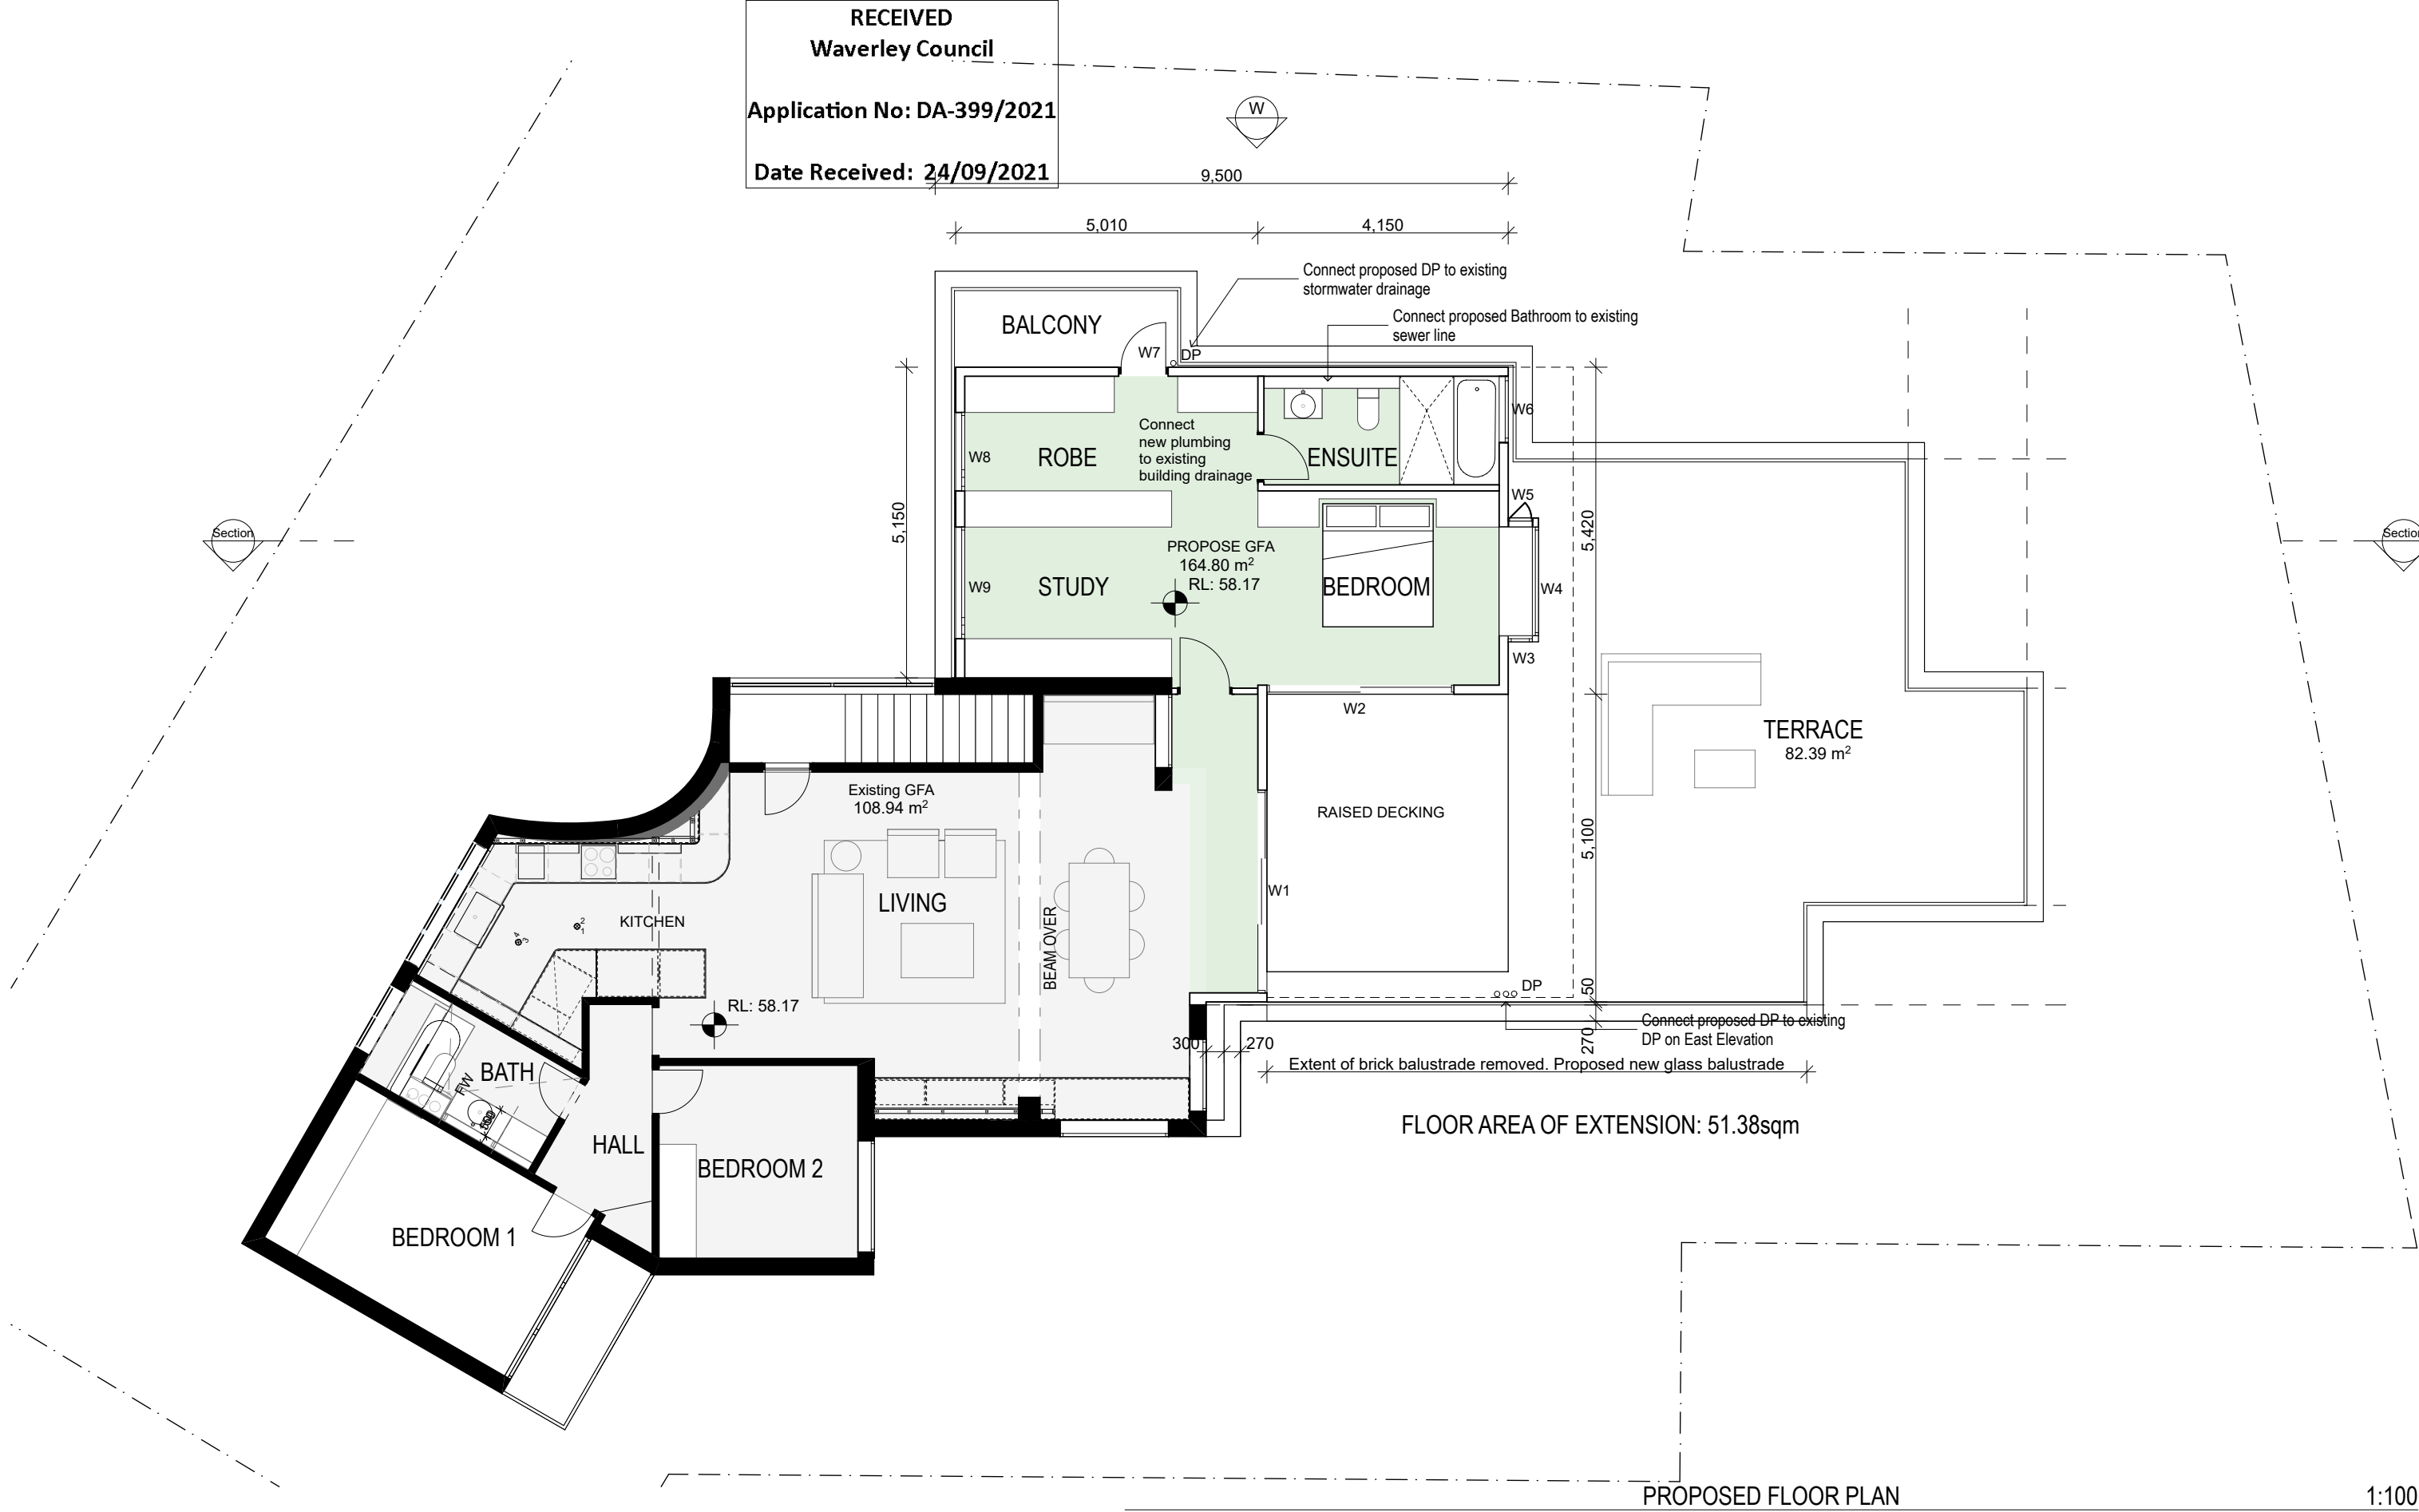 RECEIVED
Waverley Council
Application No: DA-399/2021
Date Received: 24/09/2021
W
9,500
5,010
4,150
Connect proposed DP to existing
stormwater drainage
Connect proposed Bathroom to existing
sewer line
BALCONY
W7
DP
W6
Connect
new plumbing
to existing
building drainage
W8
ROBE
ENSUITE
W5
5,150
5,420
Section
Section
PROPOSE GFA
164.80 m²
RL: 58.17
W9
STUDY
BEDROOM
W4
W3
W2
TERRACE
82.39 m²
Existing GFA
108.94 m²
RAISED DECKING
5,100
W1
LIVING
KITCHEN
BEAM OVER
2
1
4
3
RL: 58.17
DP
50
Connect proposed DP to existing
DP on East Elevation
270
300
270
Extent of brick balustrade removed. Proposed new glass balustrade
BATH
FW
FLOOR AREA OF EXTENSION: 51.38sqm
HALL
BEDROOM 2
BEDROOM 1
PROPOSED FLOOR PLAN
1:100